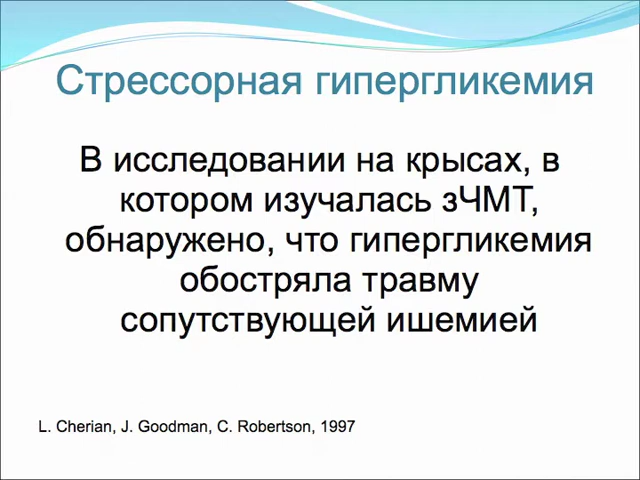 Стрессорная гипергликемия
В исследовании на крысах, в
котором изучалась зЧМТ,
обнаружено, что гипергликемия
обостряла травму
сопутствующей ишемией
L. Cherian, J. Goodman, C. Robertson, 1997